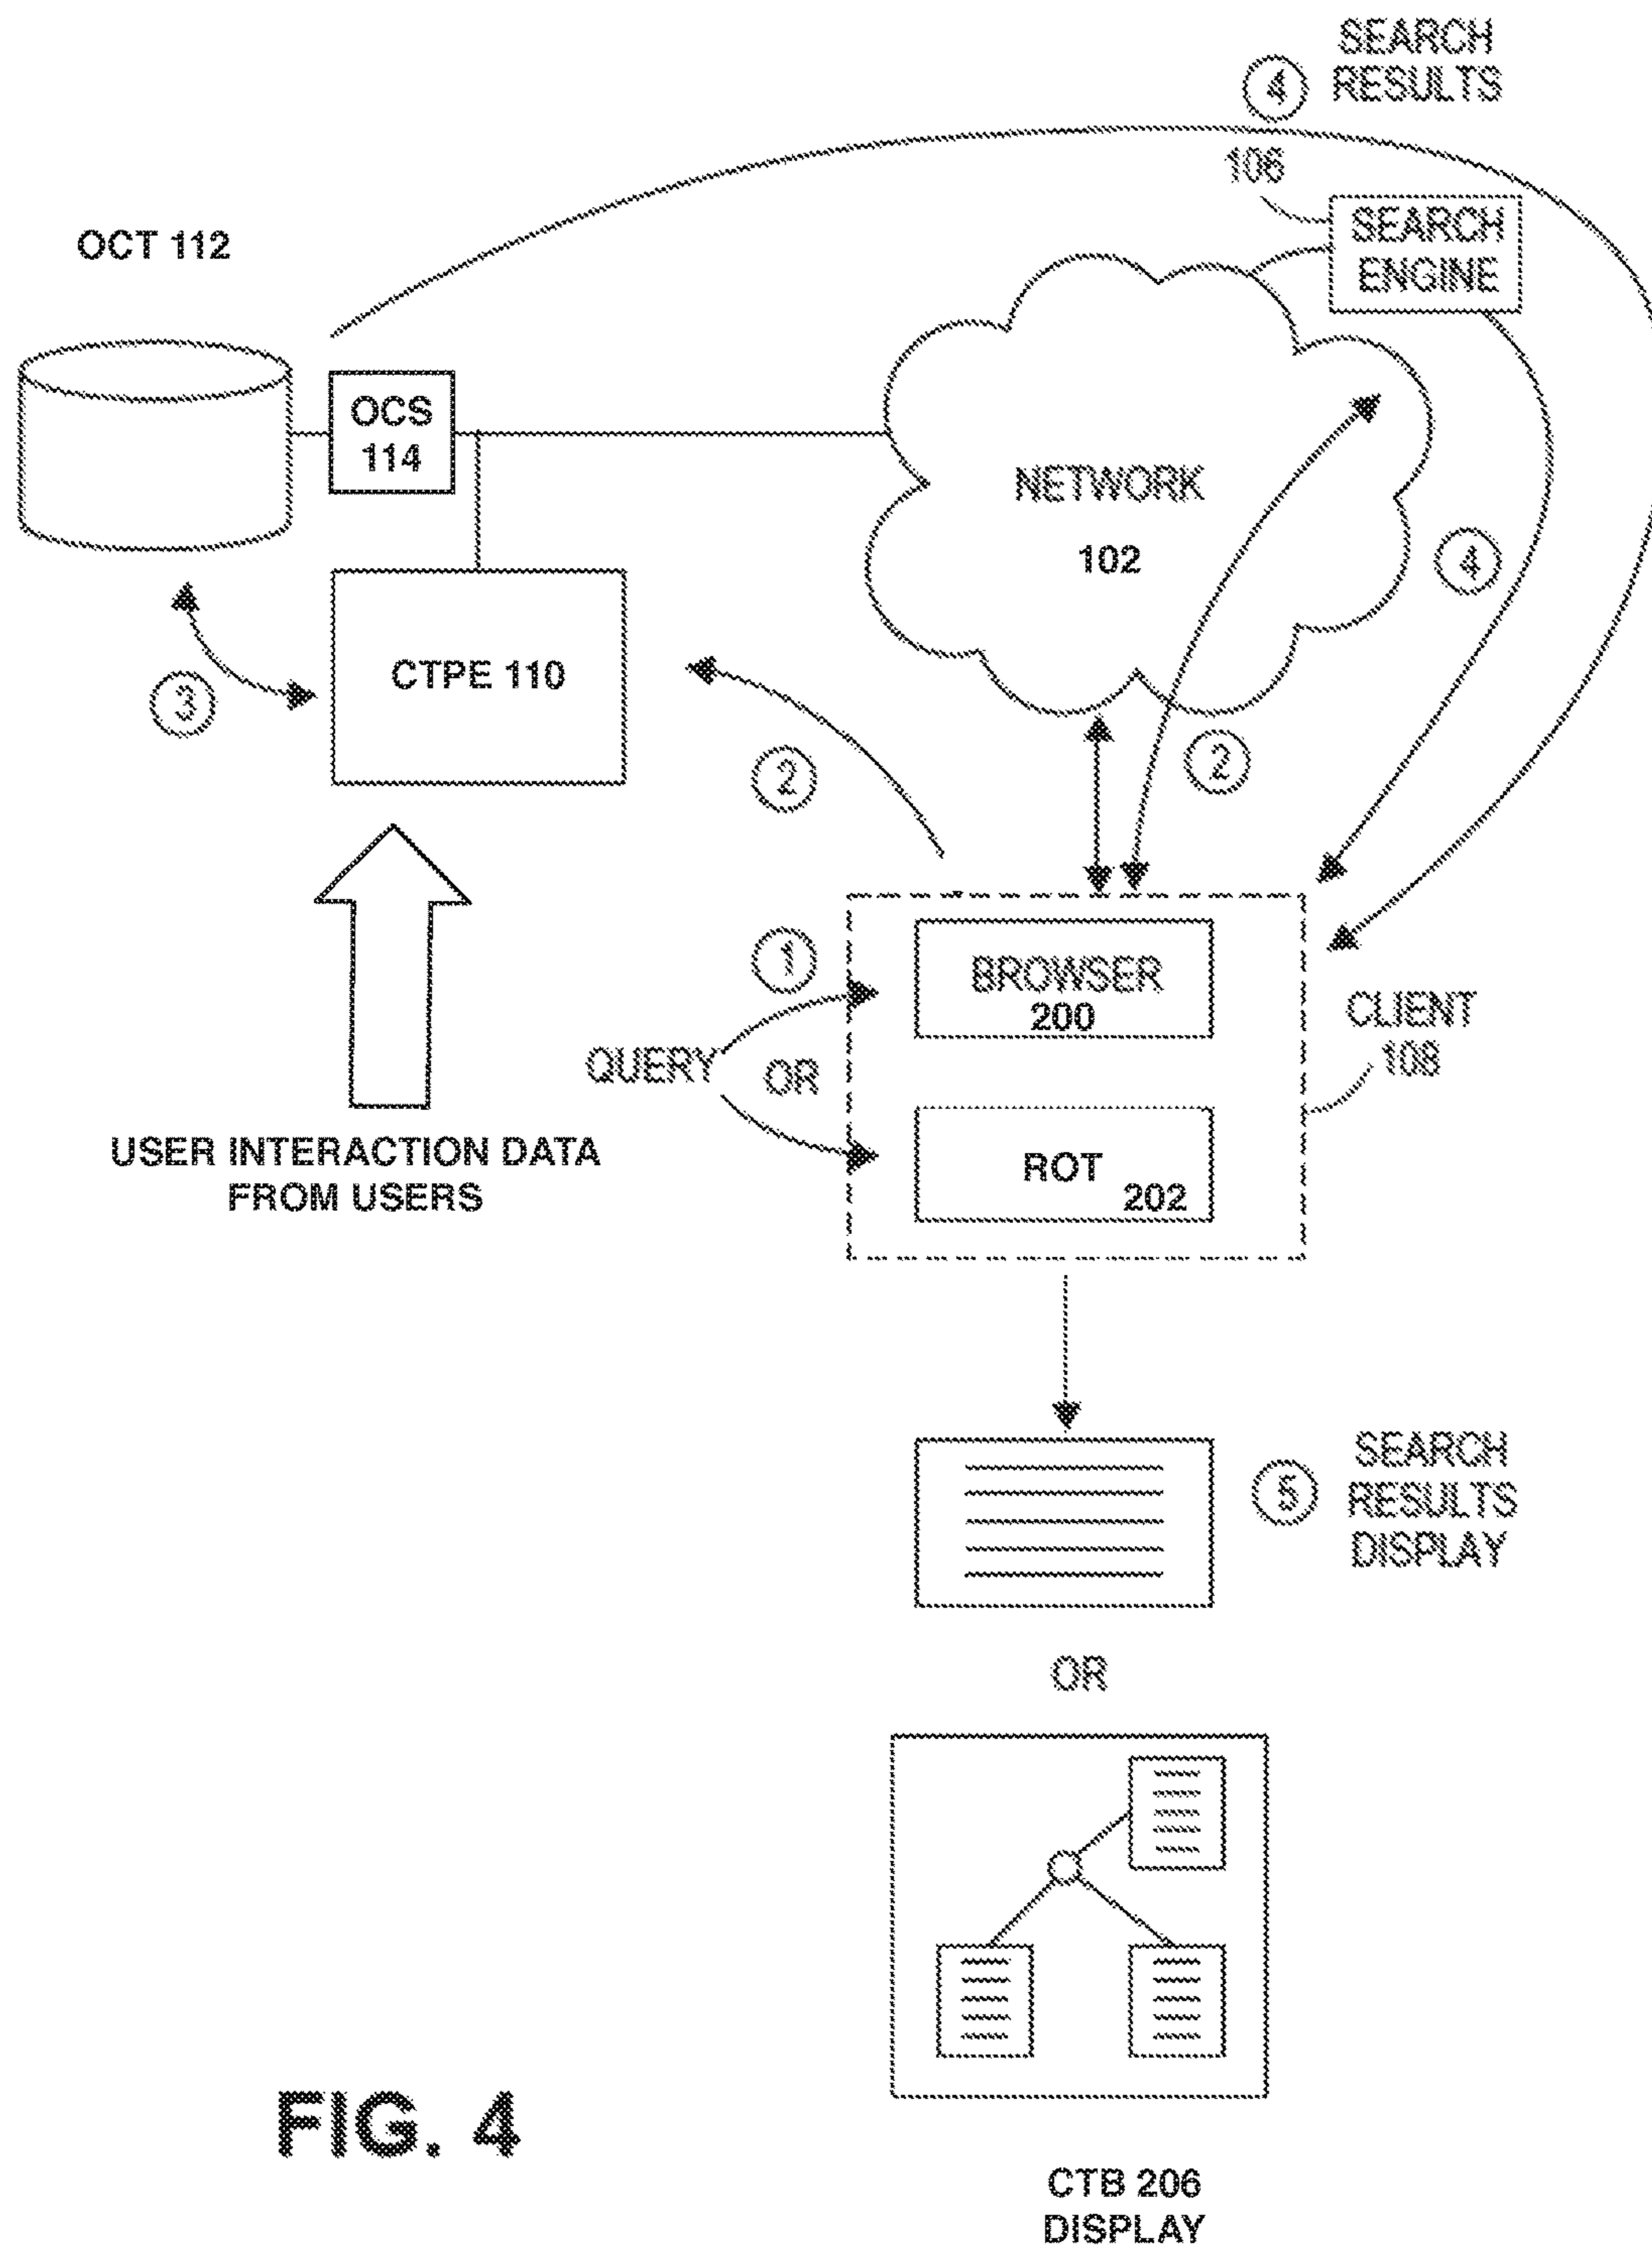 SEARCH
④ RESULTS
106
SEARCH
ENGINE
OCT 112
OCS
114
NETWORK
102
④
CTPE 110
③
②
②
①
BROWSER
200
CLIENT
108
QUERY
OR
ROT
202
USER INTERACTION DATA
FROM USERS
SEARCH
⑤ RESULTS
DISPLAY
OR
FIG. 4
CTB 206
DISPLAY